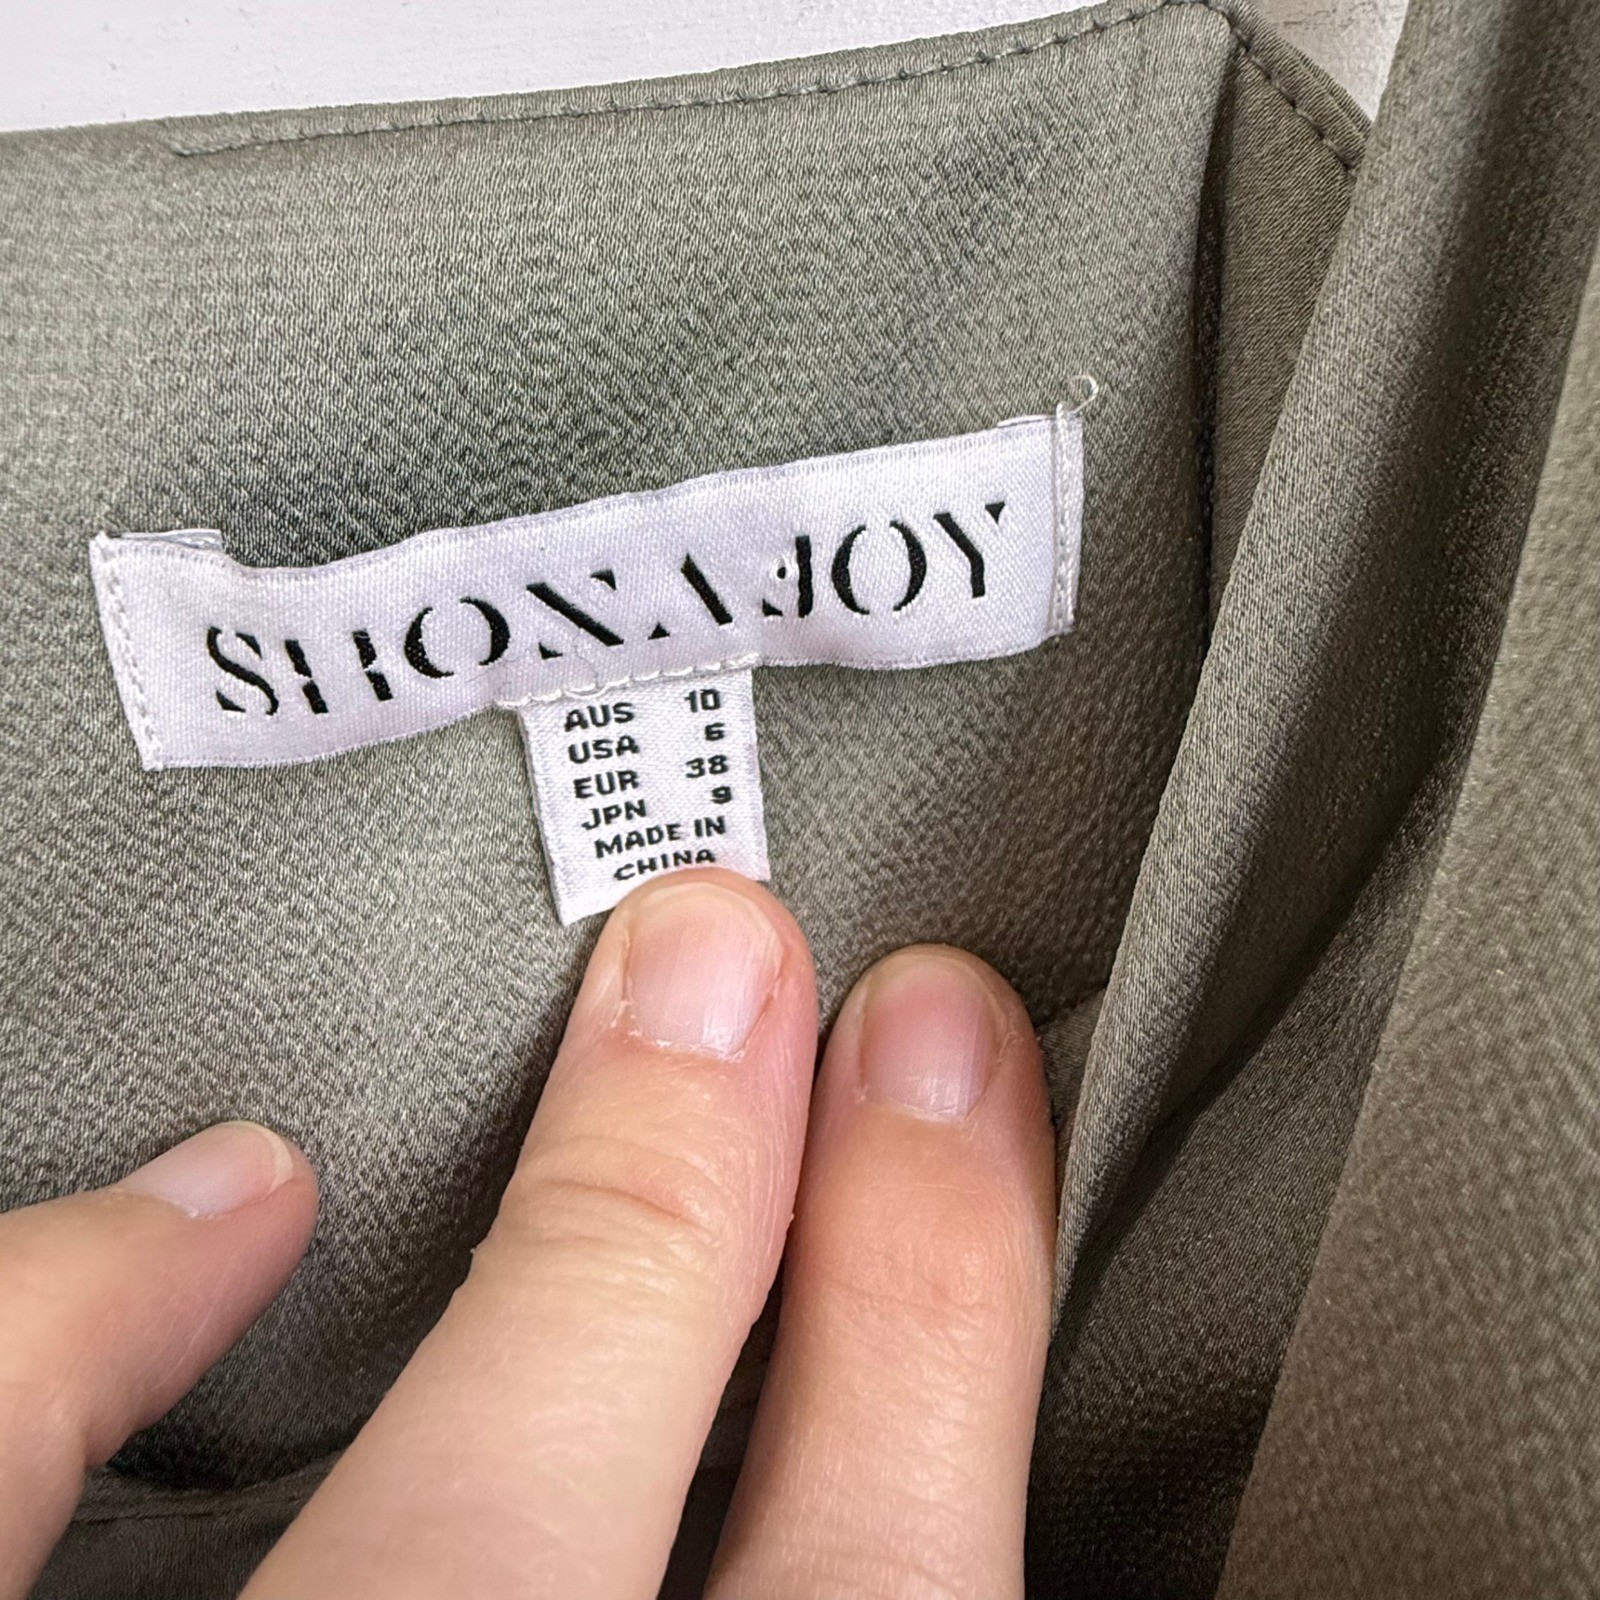 SHONA JOY
AUS 10
USA 6
EUR 38
JPN 9
MADE IN
CHINA